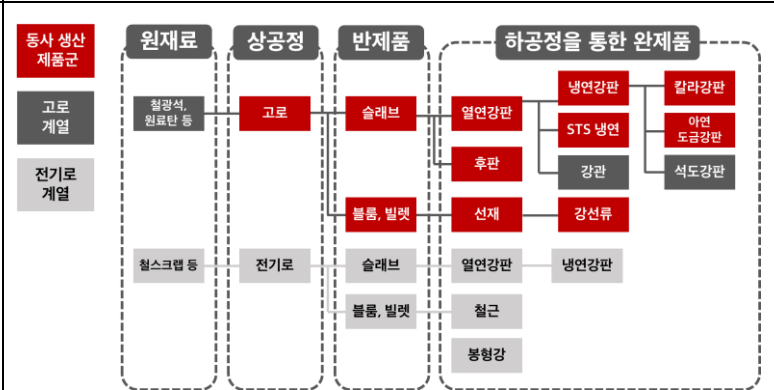 동사 생산
제품군
고로
계열
전기로
계열
원재료
상공정
반제품
하공정을 통한 완제품
철광석,
원료탄 등
고로
슬래브
열연강판
냉연강판
칼라강판
STS 냉연
아연
도금강판
후판
강관
석도강판
블룸, 빌렛
선재
강선류
철스크랩 등
전기로
슬래브
열연강판
냉연강판
블룸, 빌렛
철근
봉형강